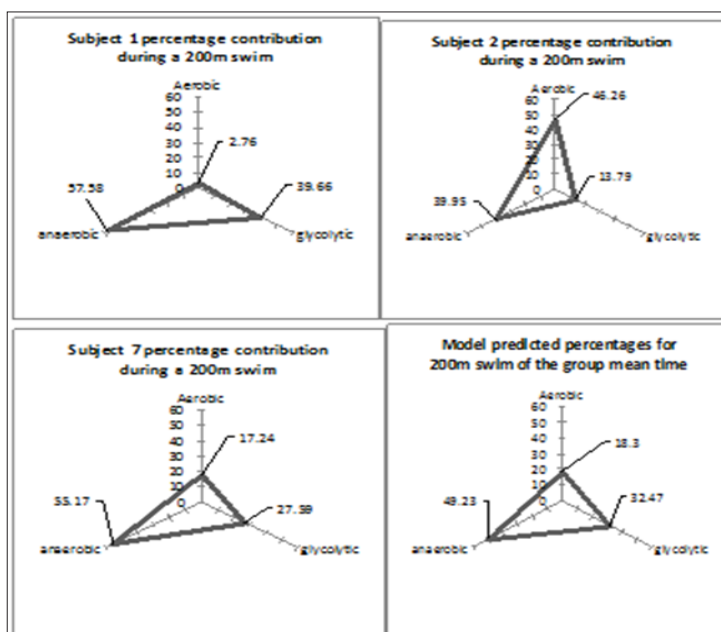 Subject 1 percentage contribution
during a 200m swim
Aerobic
60
50
40
30
20
10
0
2.76
39.66
57.58
anaerobic
glycolytic
Subject 2 percentage contribution
during a 200m swim
Aerobic
60
50
40
30
20
10
0
46.26
13.79
39.95
anaerobic
glycolytic
Subject 7 percentage contribution
during a 200m swim
Aerobic
60
50
40
30
20
10
0
17.24
27.59
55.17
anaerobic
glycolytic
Model predicted percentages for
200m swim of the group mean time
Aerobic
60
50
40
30
20
10
0
18.3
32.47
49.23
anaerobic
glycolytic